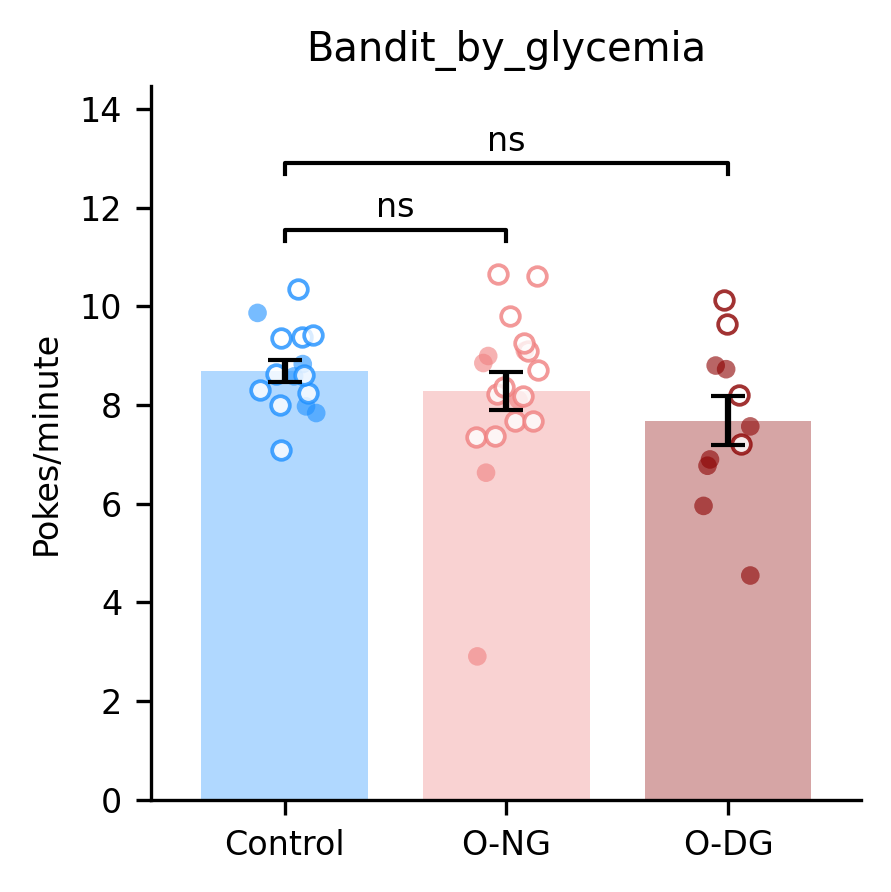 Bandit_by_glycemia
14
12
10
8
6
4
2
0
Pokes/minute
ns
ns
Control
O-NG
O-DG